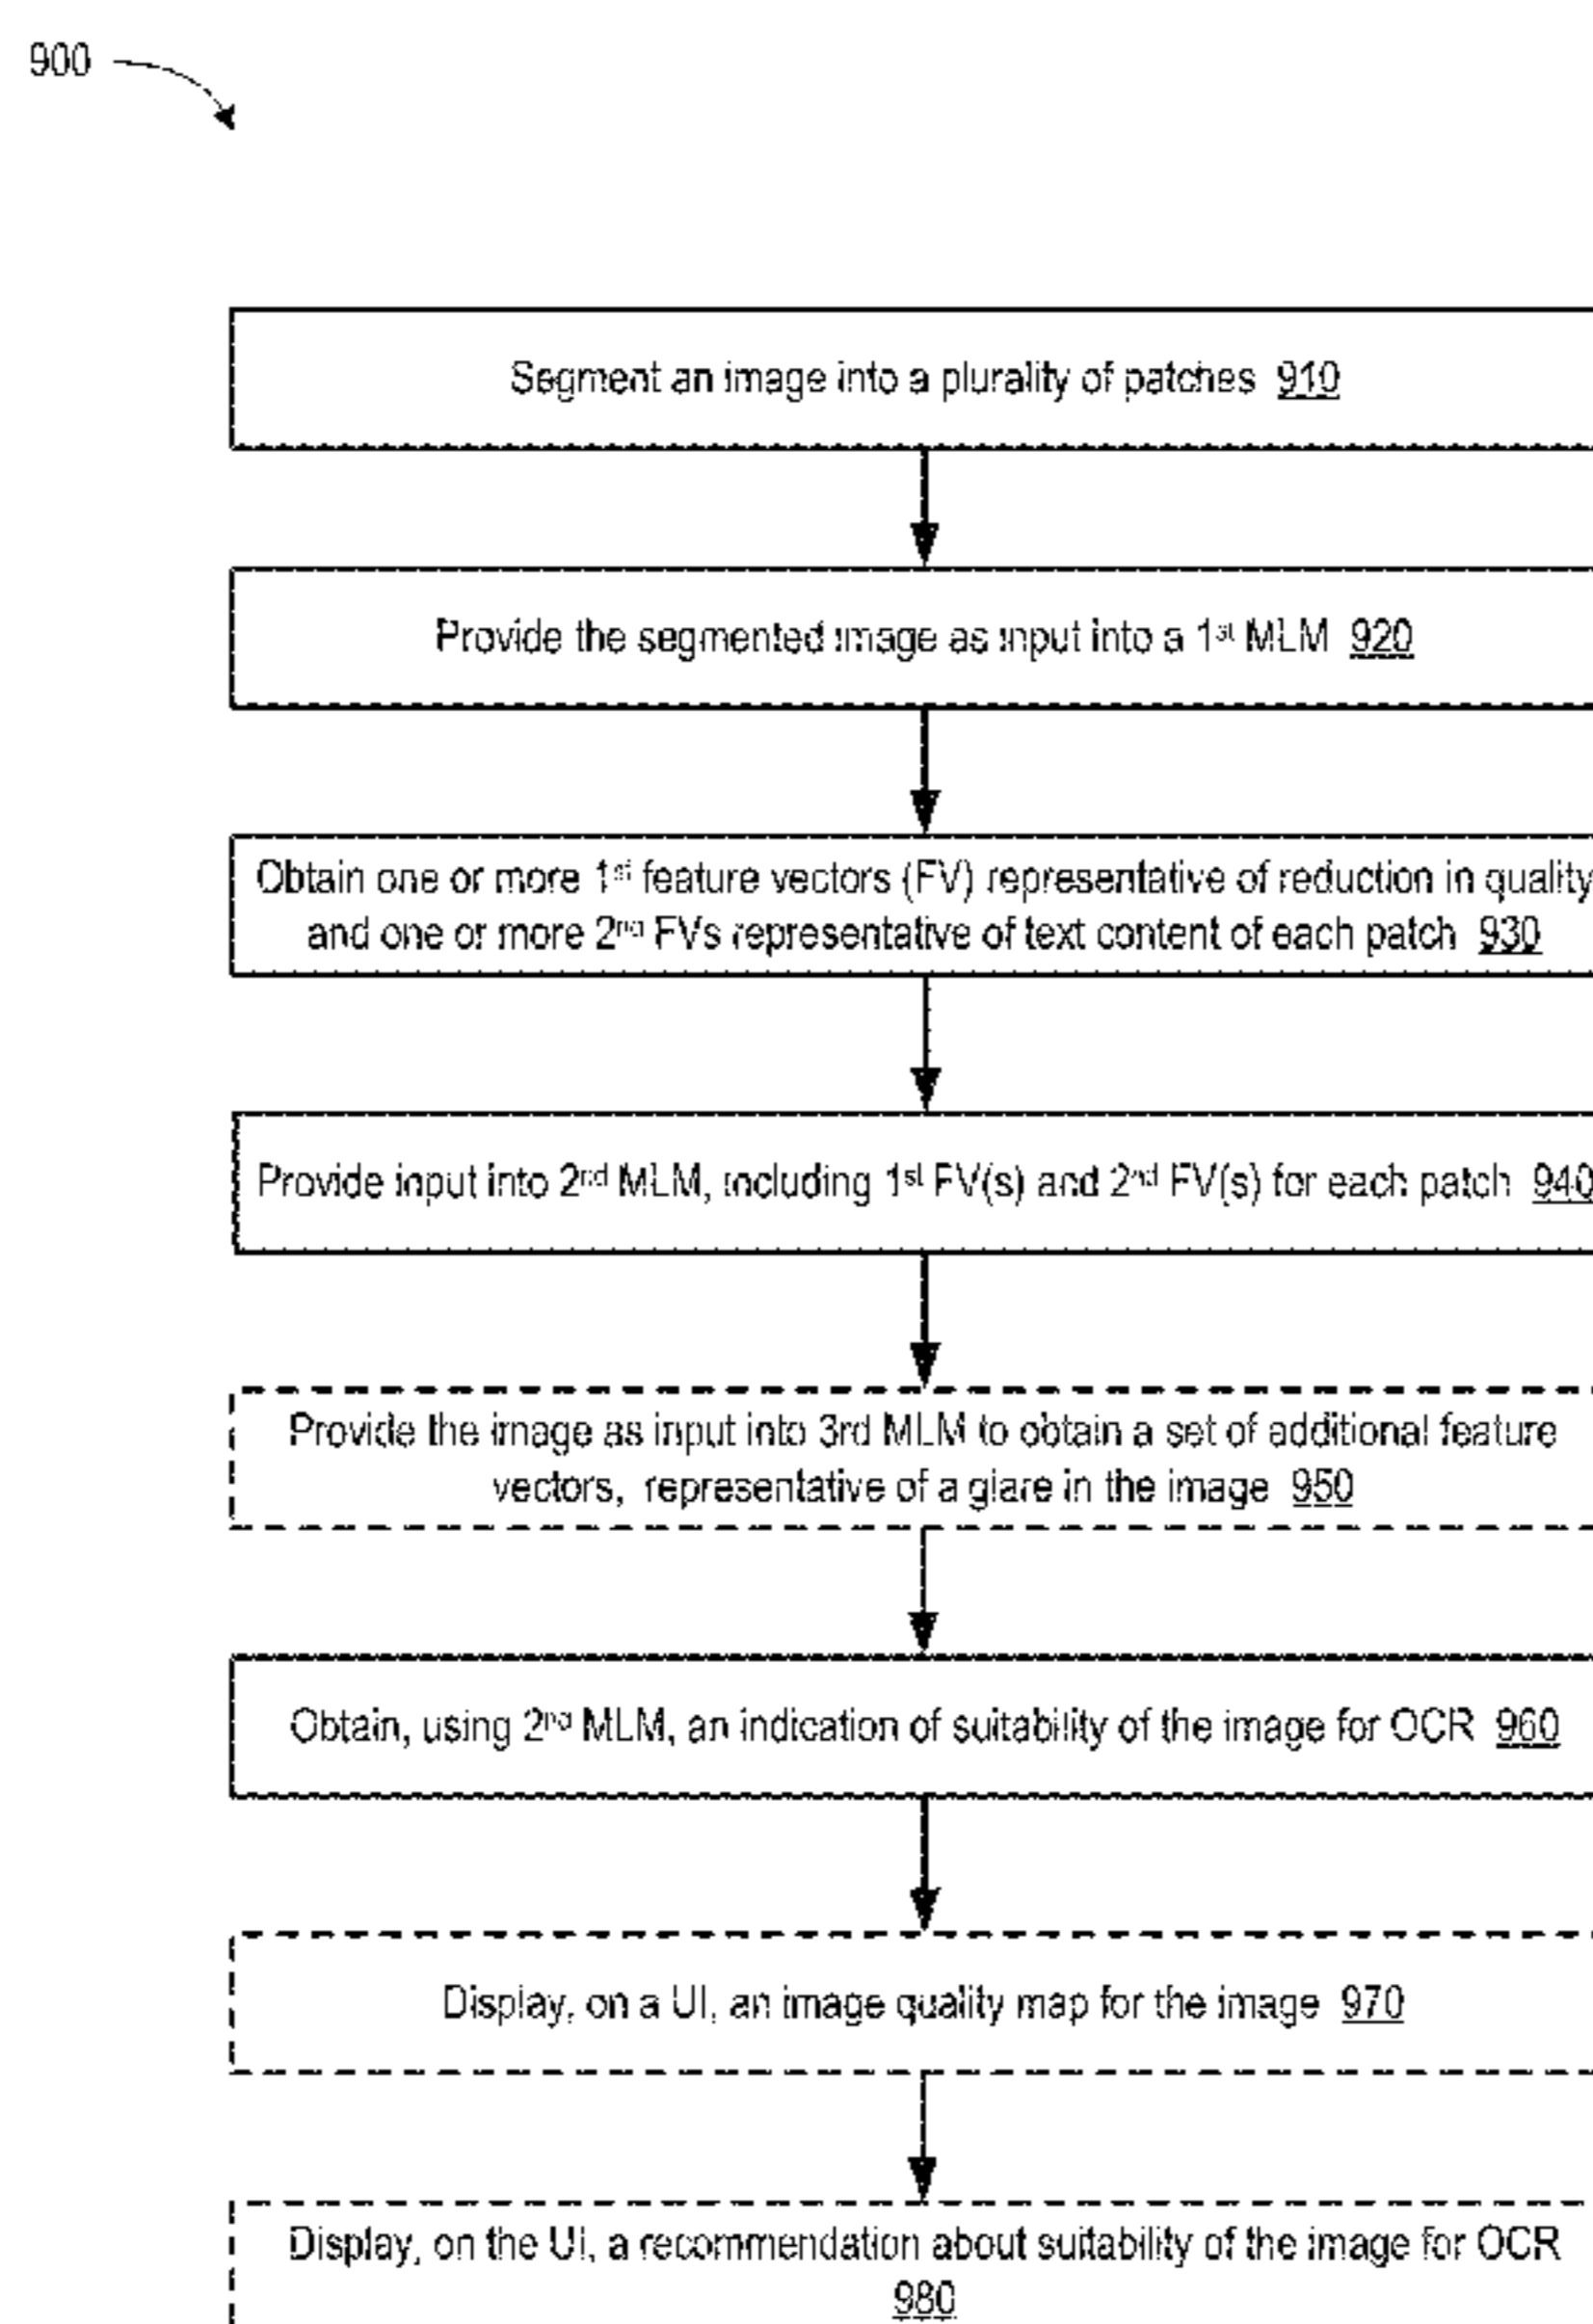 900
Segment an image into a plurality of patches 910
Provide the segmented image as input into a 1st MLM 920
Obtain one or more 1st feature vectors (FV) representative of reduction in quality
and one or more 2nd FVs representative of text content of each patch 930
Provide input into 2nd MLM, including 1st FV(s) and 2nd FV(s) for each patch 940
Provide the image as input into 3rd MLM to obtain a set of additional feature
vectors, representative of a glare in the image 950
Obtain, using 2nd MLM, an indication of suitability of the image for OCR 960
Display, on a UI, an image quality map for the image 970
Display, on the UI, a recommendation about suitability of the image for OCR
980